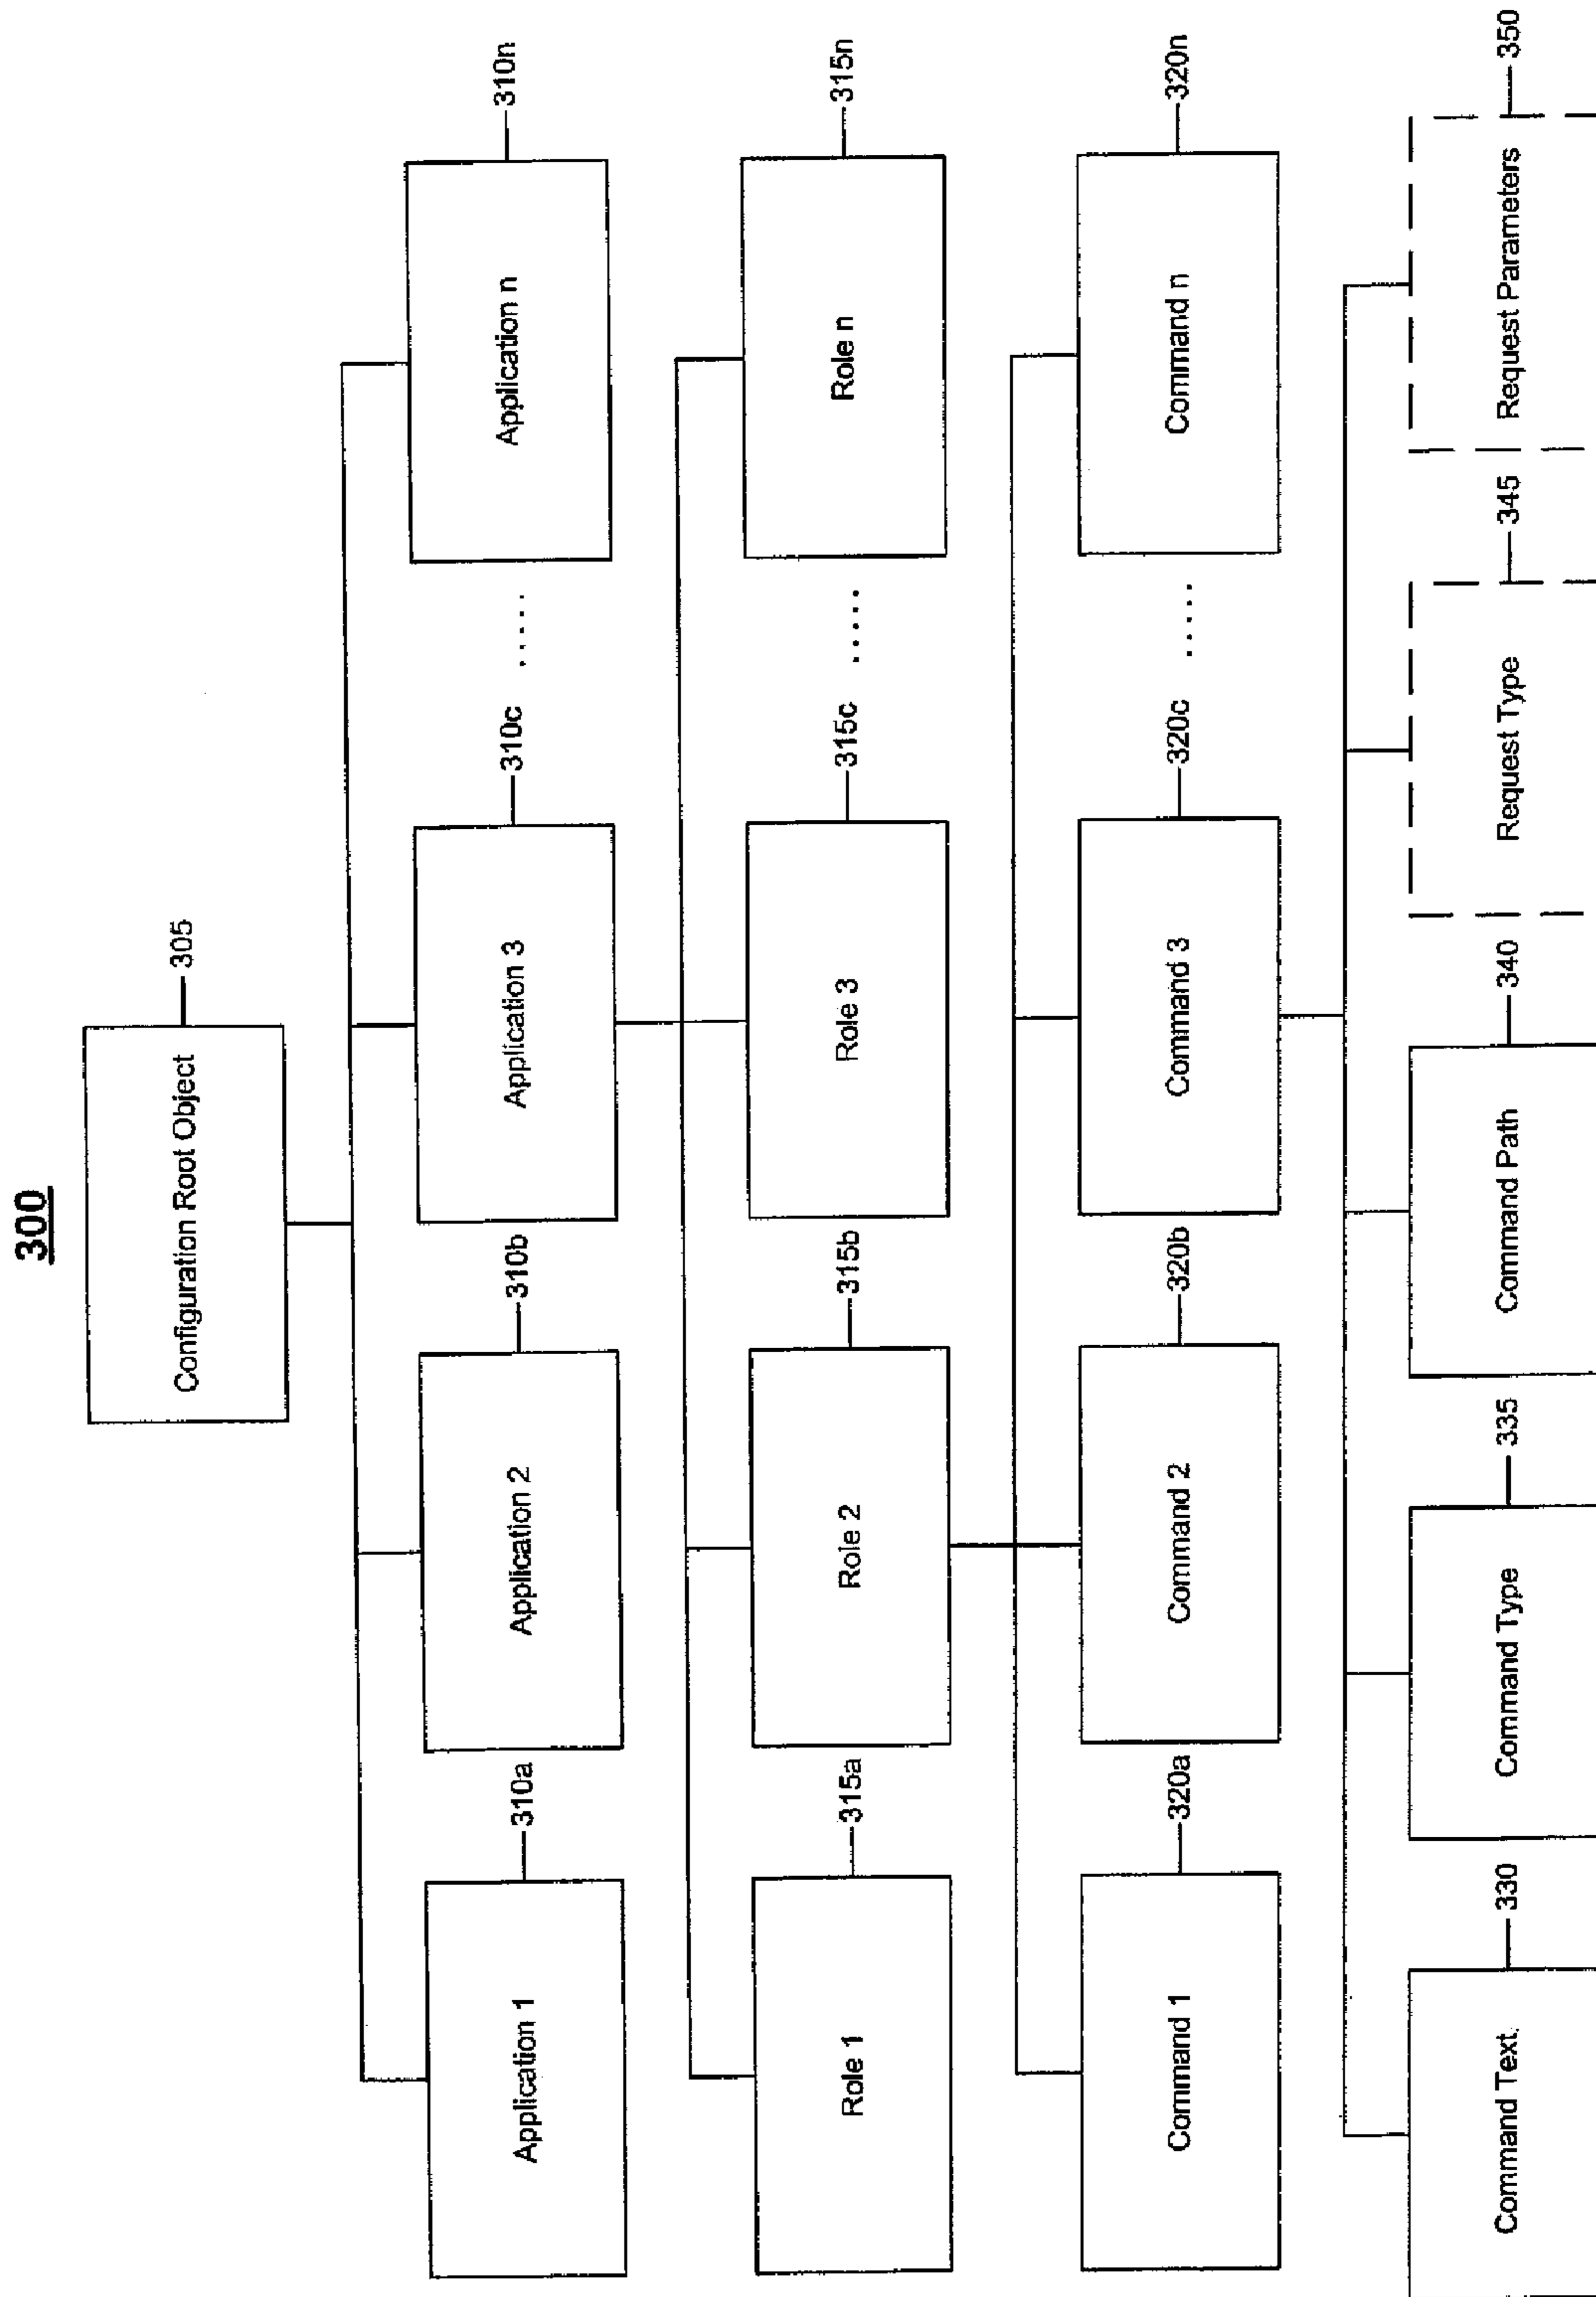 300
Configuration Root Object
305
Application 1
310a
Application 2
310b
Application 3
310c
.....
Application n
310n
Role 1
315a
Role 2
315b
Role 3
315c
.....
Role n
315n
Command 1
320a
Command 2
320b
Command 3
320c
.....
Command n
320n
Command Text.
330
Command Type
335
Command Path
340
Request Type
345
Request Parameters
350